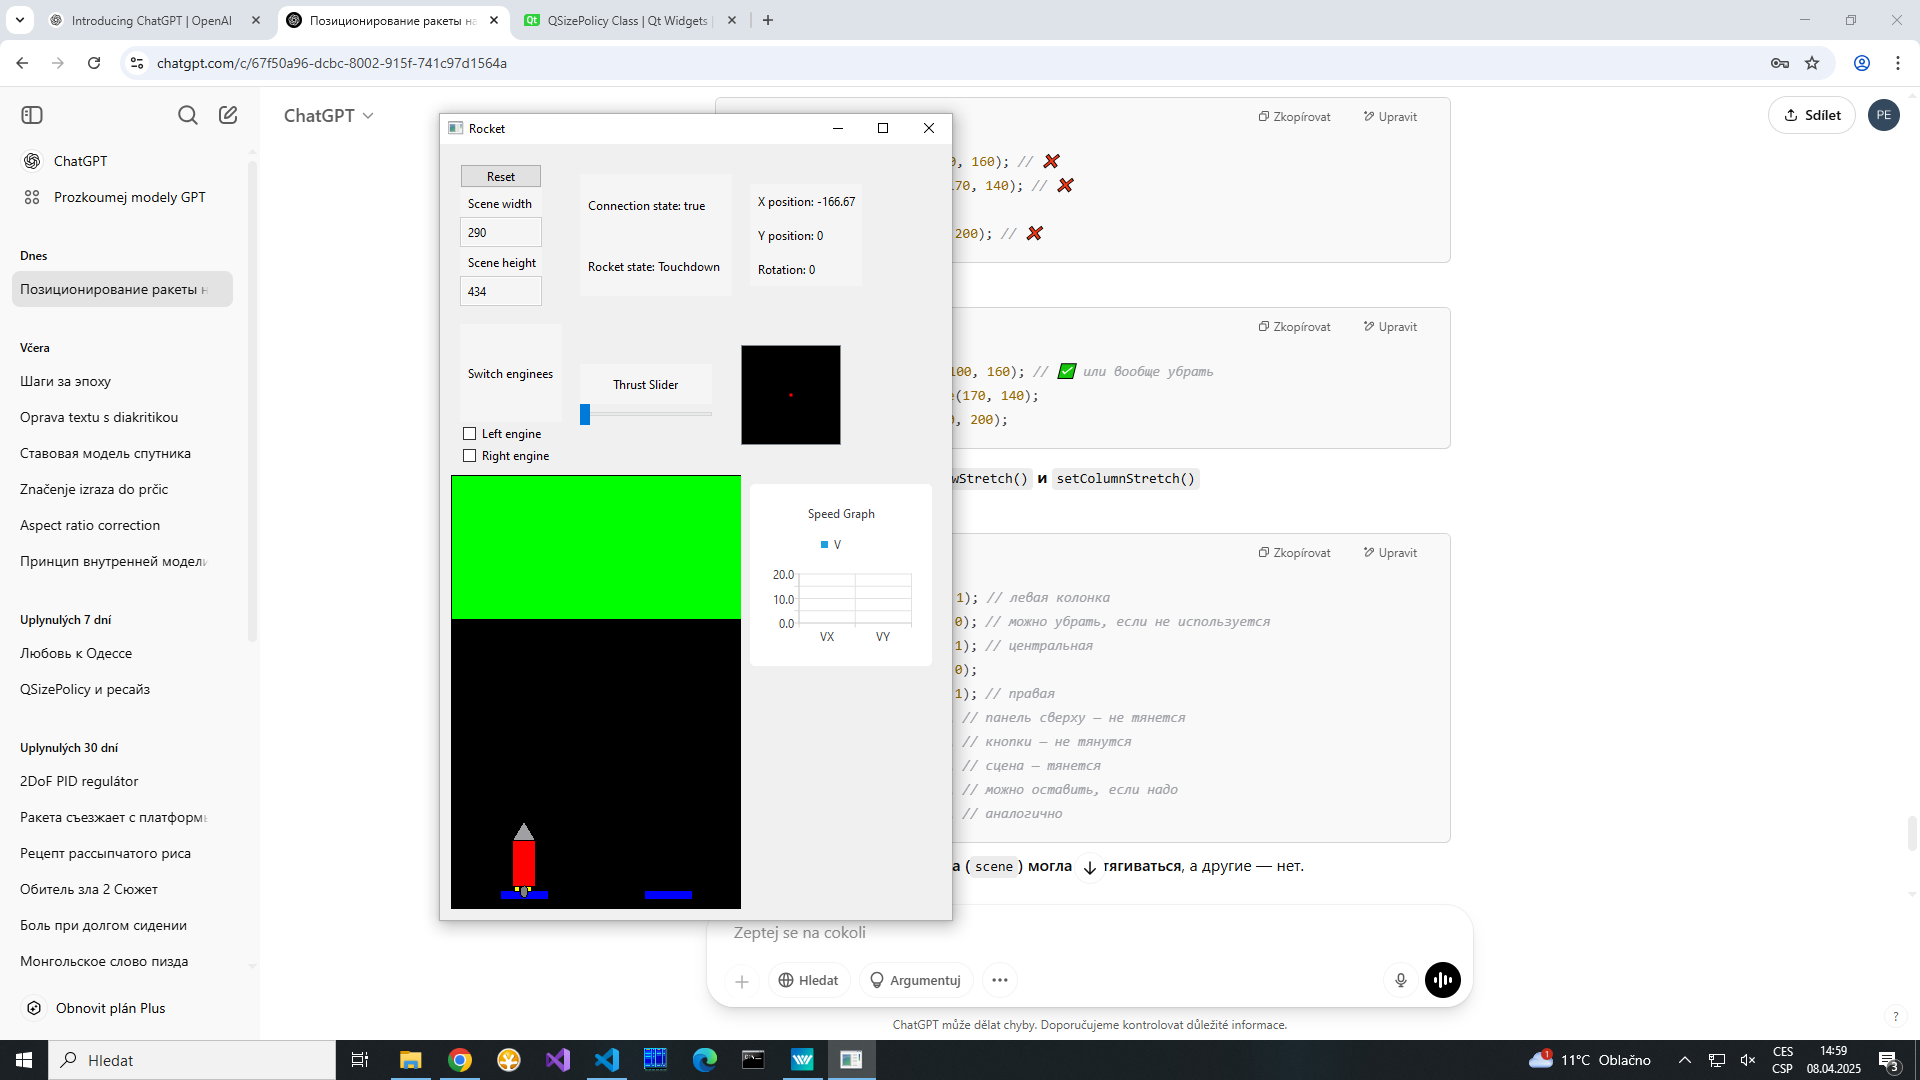 Introducing ChatGPT | OpenAI
Позиционирование ракеты на
QSizePolicy Class | Qt Widgets
chatgpt.com/c/67f50a96-dcbc-8002-915f-741c97d1564a
ChatGPT
Prozkoumej modely GPT
Dnes
Позиционирование ракеты н
Včera
Шаги за эпоху
Oprava textu s diakritikou
Ставовая модель спутника
Značenje izraza do prčic
Aspect ratio correction
Принцип внутренней модели
Uplynulých 7 dní
Любовь к Одессе
QSizePolicy и ресайз
Uplynulých 30 dní
2DoF PID regulátor
Ракета съезжает с платформы
Рецепт рассыпчатого риса
Обитель зла 2 Сюжет
Боль при долгом сидении
Монгольское слово пизда
Obnovit plán Plus
ChatGPT
Sdílet
PE
Rocket
Reset
Scene width
290
Scene height
434
Connection state: true
Rocket state: Touchdown
X position: -166.67
Y position: 0
Rotation: 0
Switch enginees
Thrust Slider
Left engine
Right engine
Speed Graph
V
20.0
10.0
0.0
VX VY
Zkopírovat Upravit
0, 160); // ❌
170, 140); // ❌
200); // ❌
Zkopírovat Upravit
100, 160); // ✅ или вообще убрать
e(170, 140);
0, 200);
wStretch() и setColumnStretch()
Zkopírovat Upravit
1); // левая колонка
0); // можно убрать, если не используется
1); // центральная
0);
1); // правая
// панель сверху — не тянется
// кнопки — не тянутся
// сцена — тянется
// можно оставить, если надо
// аналогично
а (scene) могла тягиваться, а другие — нет.
Zeptej se na cokoli
Hledat
Argumentuj
ChatGPT může dělat chyby. Doporučujeme kontrolovat důležité informace.
?
Hledat
1
11°C Oblačno
CES
CSP
14:59
08.04.2025
3